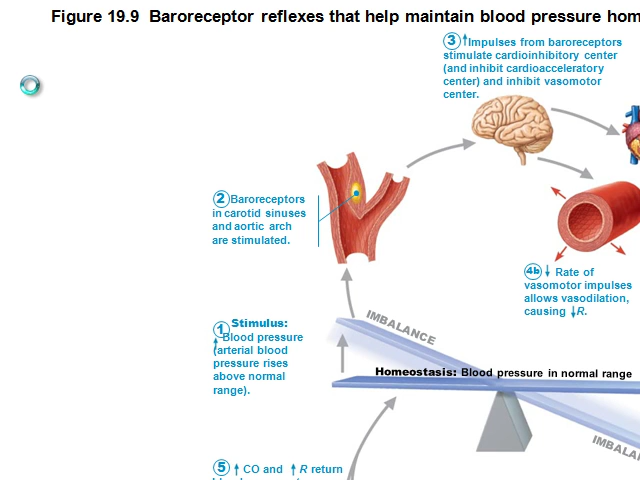 Figure 19.9 Baroreceptor reflexes that help maintain blood pressure hom
3 ↑Impulses from baroreceptors
stimulate cardioinhibitory center
(and inhibit cardioacceleratory
center) and inhibit vasomotor
center.
2 Baroreceptors
in carotid sinuses
and aortic arch
are stimulated.
4b ↓ Rate of
vasomotor impulses
allows vasodilation,
causing ↓R.
1 Stimulus:
↑ Blood pressure
(arterial blood
pressure rises
above normal
range).
IMBALANCE
Homeostasis: Blood pressure in normal range
IMBALA
5 ↑ CO and ↑ R return